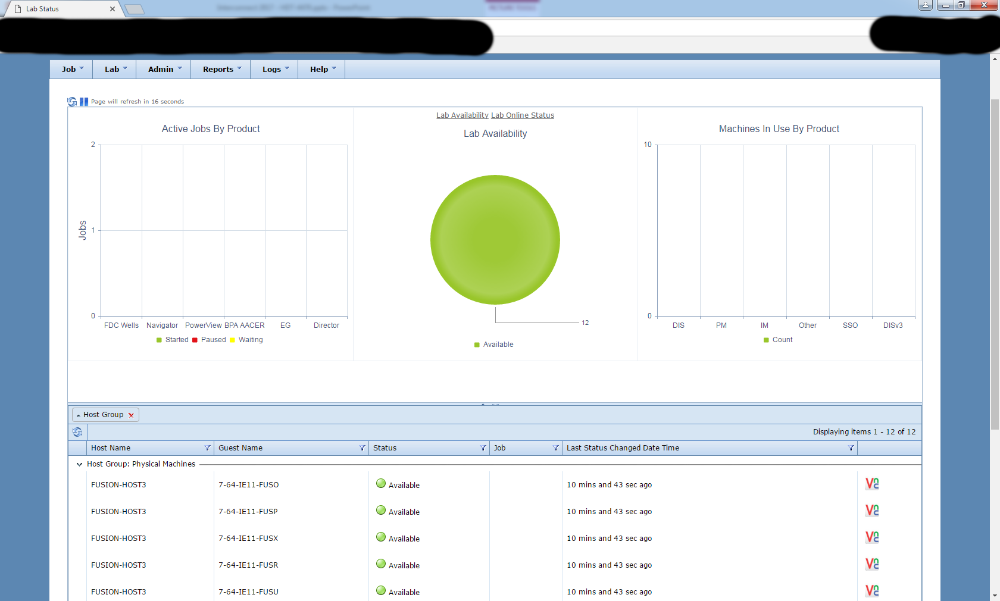 Lab Status
Job Lab Admin Reports Logs Help
Page will refresh in 16 seconds
Lab Availability Lab Online Status
Active Jobs By Product
Lab Availability
Machines In Use By Product
2
1
0
Jobs
FDC Wells Navigator PowerView BPA AACER EG Director
Started Paused Waiting
12
Available
10
0
DIS PM IM Other SSO DISv3
Count
Host Group
Displaying items 1 - 12 of 12
Host Name Guest Name Status Job Last Status Changed Date Time
Host Group: Physical Machines
FUSION-HOST3 7-64-IE11-FUSO Available 10 mins and 43 sec ago
FUSION-HOST3 7-64-IE11-FUSP Available 10 mins and 43 sec ago
FUSION-HOST3 7-64-IE11-FUSX Available 10 mins and 43 sec ago
FUSION-HOST3 7-64-IE11-FUSR Available 10 mins and 43 sec ago
FUSION-HOST3 7-64-IE11-FUSU Available 10 mins and 43 sec ago